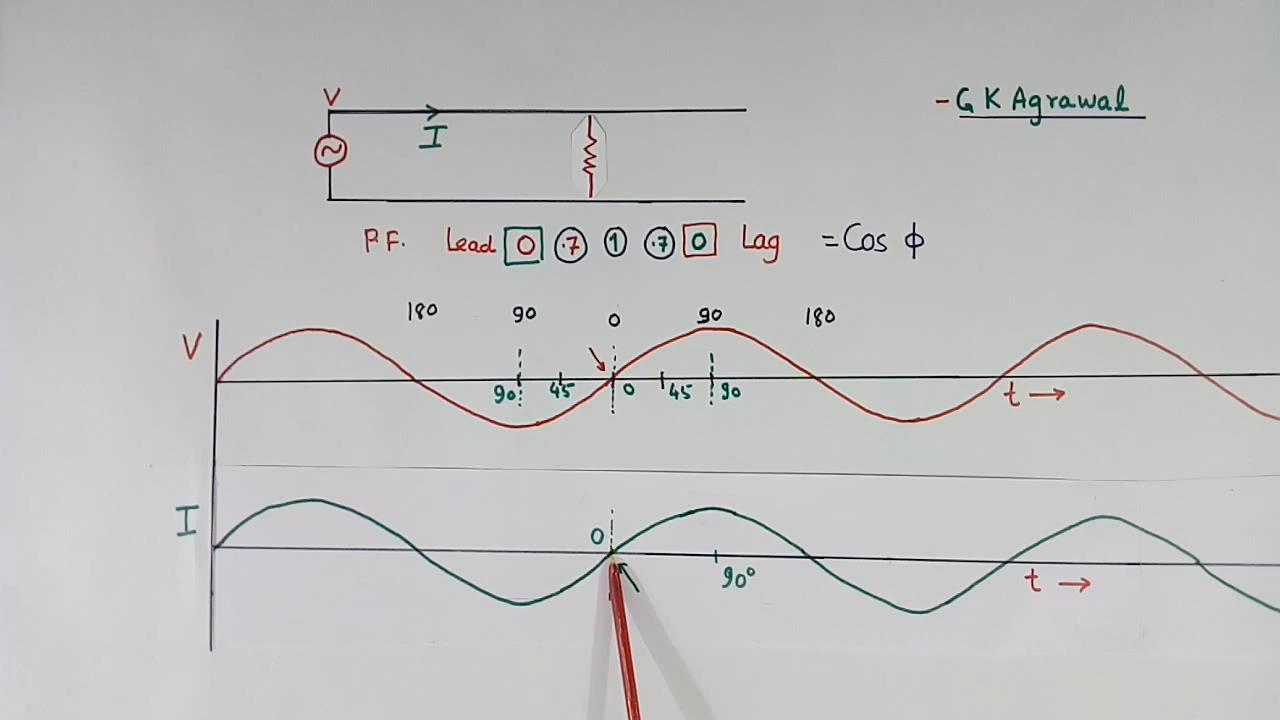 V
- G K Agrawal
I
P.F. Lead 0 .7 1 .7 0 Lag = Cos ϕ
180 90 0 90 180
V
90 45 0 45 90
t →
I
0
90°
t →